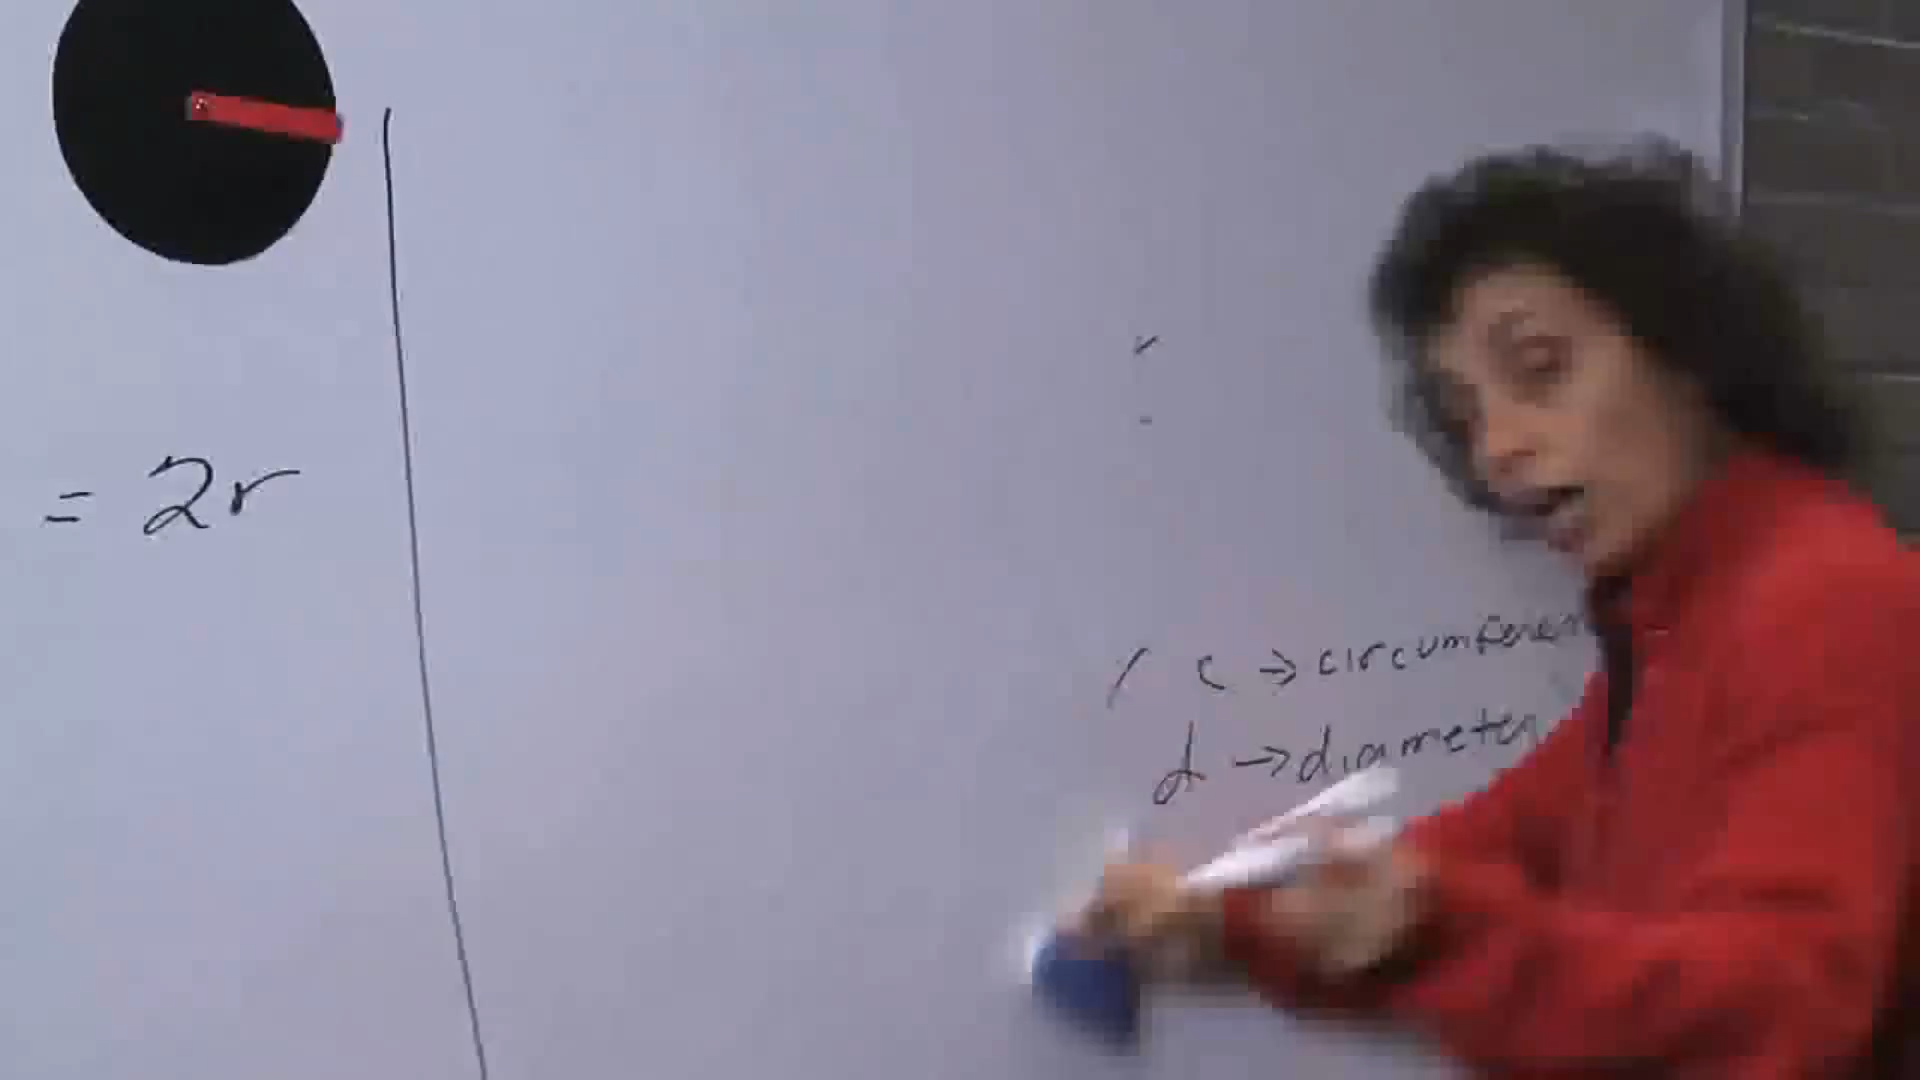 = 2r
c → circumferen
d → diameter